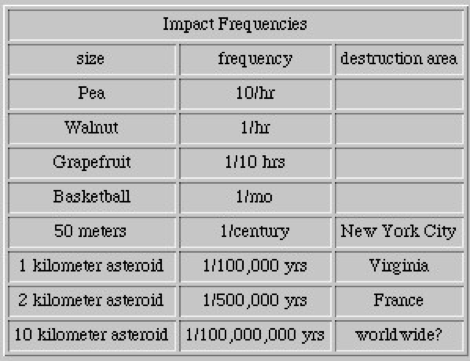 Impact Frequencies
size frequency destruction area
Pea 10/hr
Walnut 1/hr
Grapefruit 1/10 hrs
Basketball 1/mo
50 meters 1/century New York City
1 kilometer asteroid 1/100,000 yrs Virginia
2 kilometer asteroid 1/500,000 yrs France
10 kilometer asteroid 1/100,000,000 yrs worldwide?